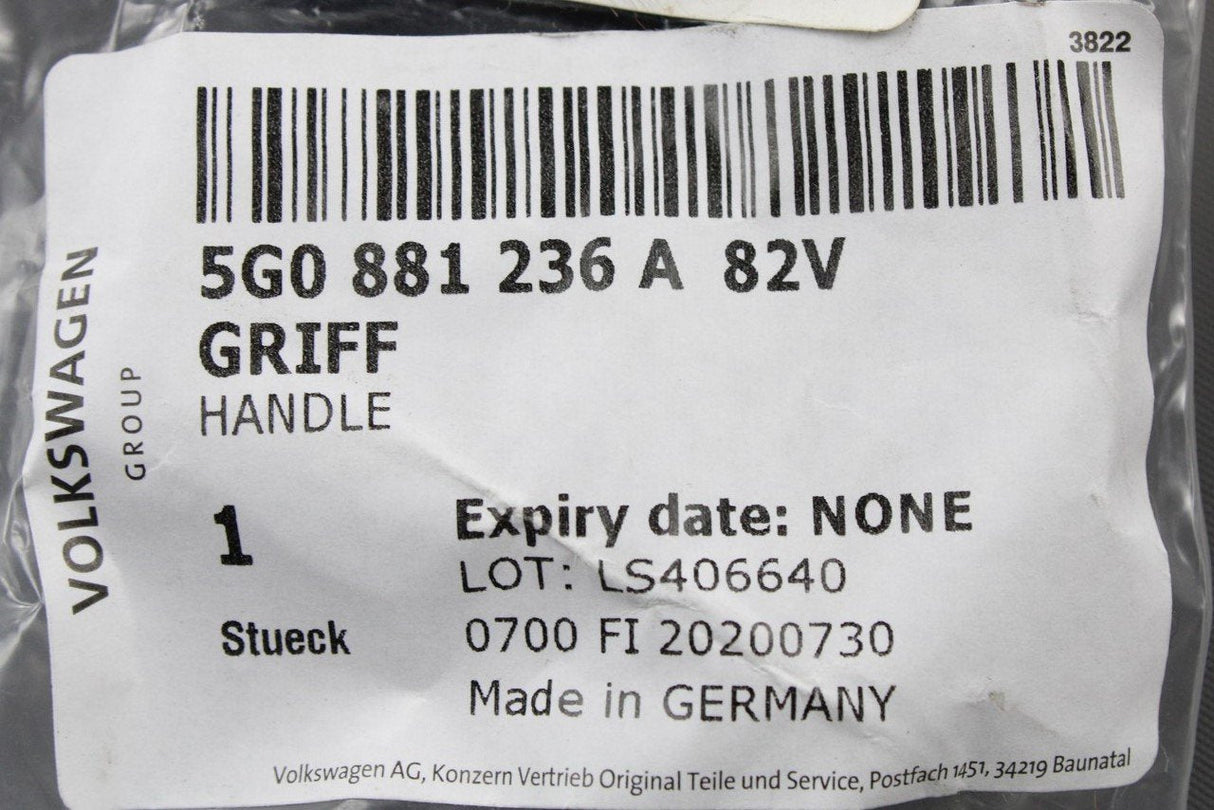 3822
5G0 881 236 A 82V
GRIFF
HANDLE
VOLKSWAGEN
GROUP
1
Expiry date: NONE
LOT: LS406640
Stueck
0700 FI 20200730
Made in GERMANY
Volkswagen AG, Konzern Vertrieb Original Teile und Service, Postfach 1451, 34219 Baunatal